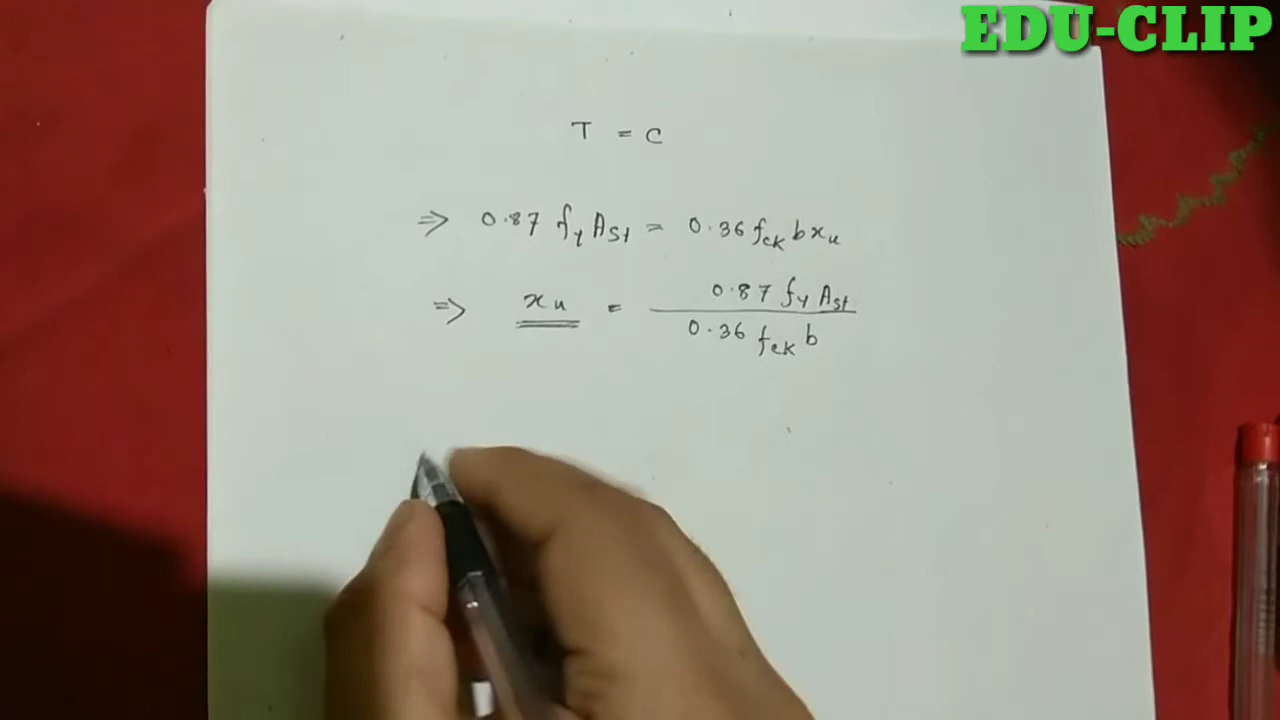 EDU-CLIP
T = C
⇒ 0.87 fy Ast = 0.36 fck b xu
⇒ xu = 0.87 fy Ast / 0.36 fck b